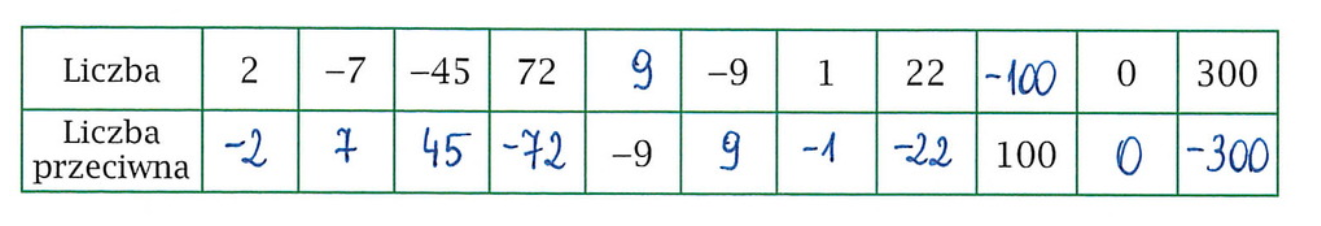 Liczba 2 −7 −45 72 9 −9 1 22 -100 0 300
Liczba
przeciwna -2 7 45 -72 −9 9 -1 -22 100 0 -300